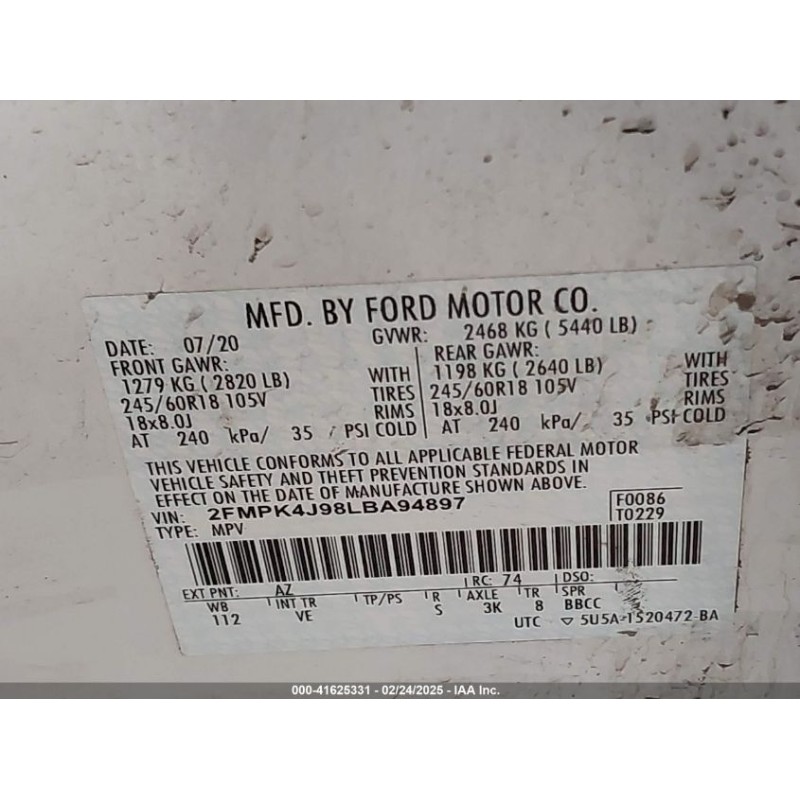 MFD. BY FORD MOTOR CO.
DATE: 07/20 GVWR: 2468 KG ( 5440 LB)
FRONT GAWR: REAR GAWR:
1279 KG ( 2820 LB) WITH 1198 KG ( 2640 LB) WITH
245/60R18 105V TIRES 245/60R18 105V TIRES
18x8.0J RIMS 18x8.0J RIMS
AT 240 kPa/ 35 PSI COLD AT 240 kPa/ 35 PSI COLD
THIS VEHICLE CONFORMS TO ALL APPLICABLE FEDERAL MOTOR
VEHICLE SAFETY AND THEFT PREVENTION STANDARDS IN
EFFECT ON THE DATE OF MANUFACTURE SHOWN ABOVE.
VIN: 2FMPK4J98LBA94897 F0086
TYPE: MPV T0229
EXT PNT: AZ RC: 74 DSO:
WB INT TR TP/PS R AXLE TR SPR
112 VE S 3K 8 BBCC
UTC ▽ 5U5A-1520472-BA
000-41625331 - 02/24/2025 - IAA Inc.